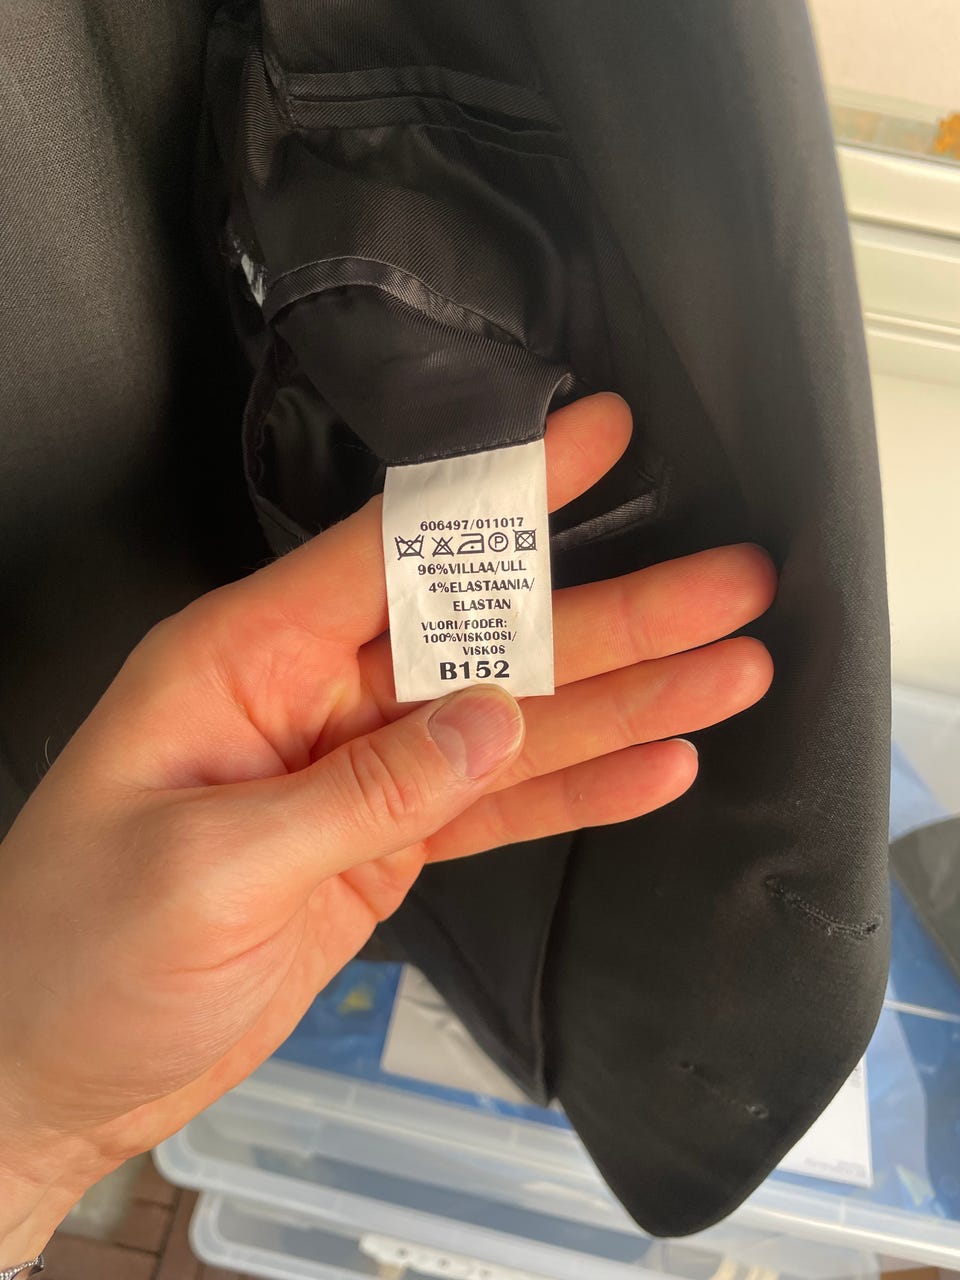 606497/011017
P
96%VILLAA/ULL
4%ELASTAANIA/
ELASTAN
VUORI/FODER:
100%VISKOOSI/
VISKOS
B152